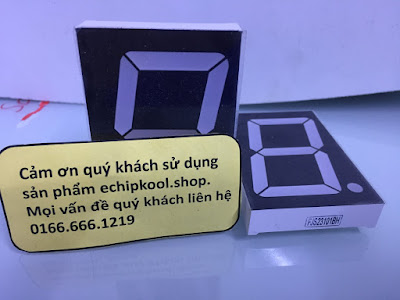 Cảm ơn quý khách sử dụng
sản phẩm echipkool.shop.
Mọi vấn đề quý khách liên hệ
0166.666.1219
FJS23101BH